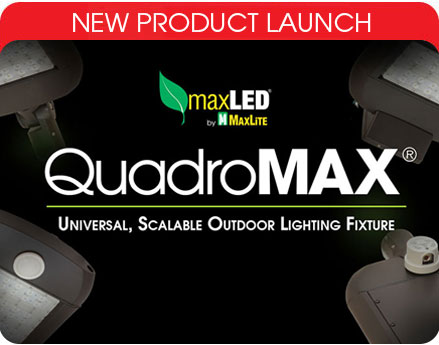 NEW PRODUCT LAUNCH
maxLED®
by MAXLITE
QuadroMAX®
UNIVERSAL, SCALABLE OUTDOOR LIGHTING FIXTURE